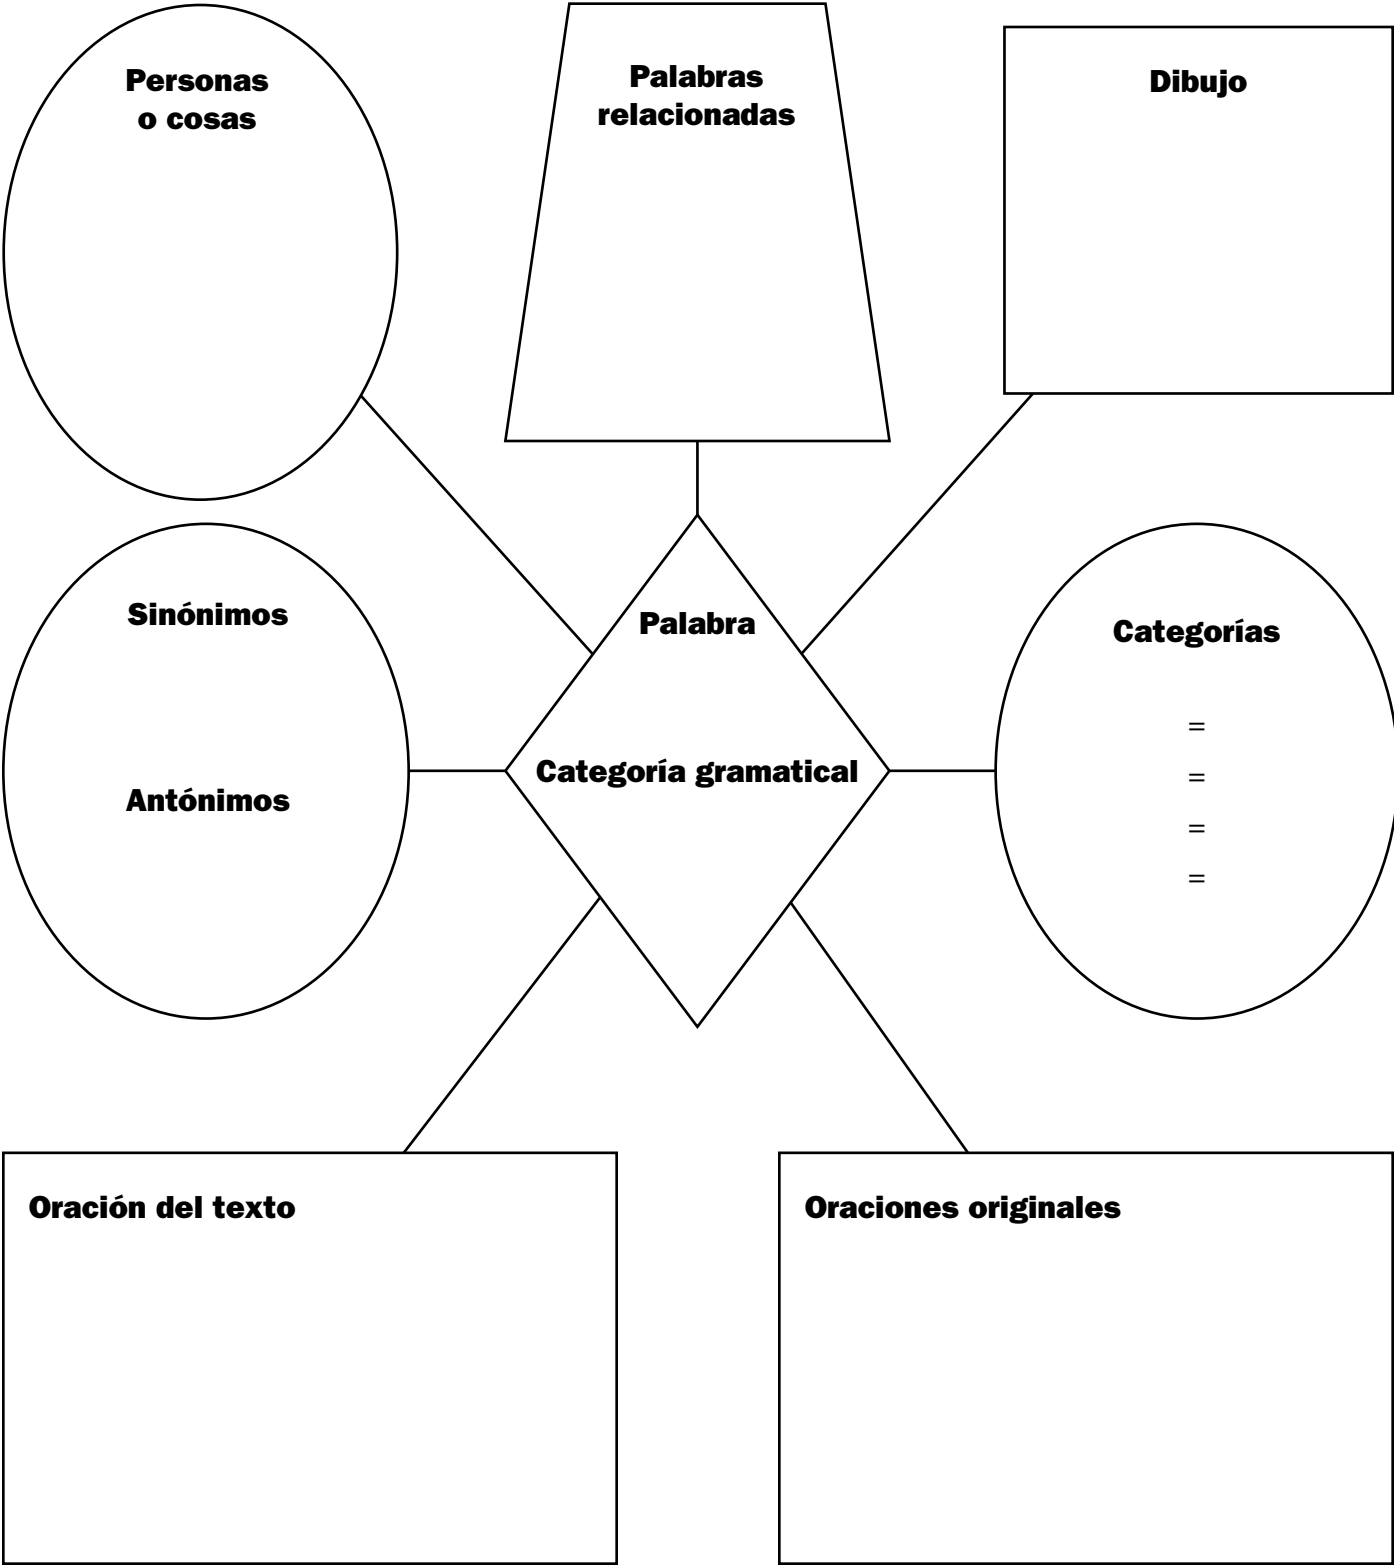 Personas
o cosas
Palabras
relacionadas
Dibujo
Sinónimos
Antónimos
Palabra
Categoría gramatical
Categorías
=
=
=
=
Oración del texto
Oraciones originales